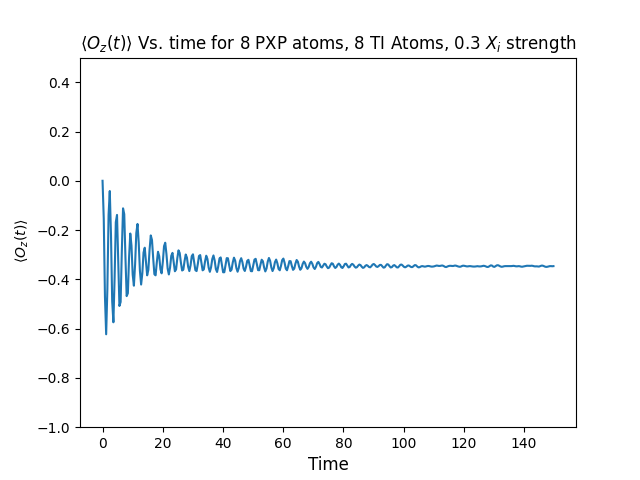 ⟨O_z(t)⟩ Vs. time for 8 PXP atoms, 8 TI Atoms, 0.3 X_i strength
0.4
0.2
0.0
−0.2
−0.4
−0.6
−0.8
−1.0
⟨O_z(t)⟩
0 20 40 60 80 100 120 140
Time